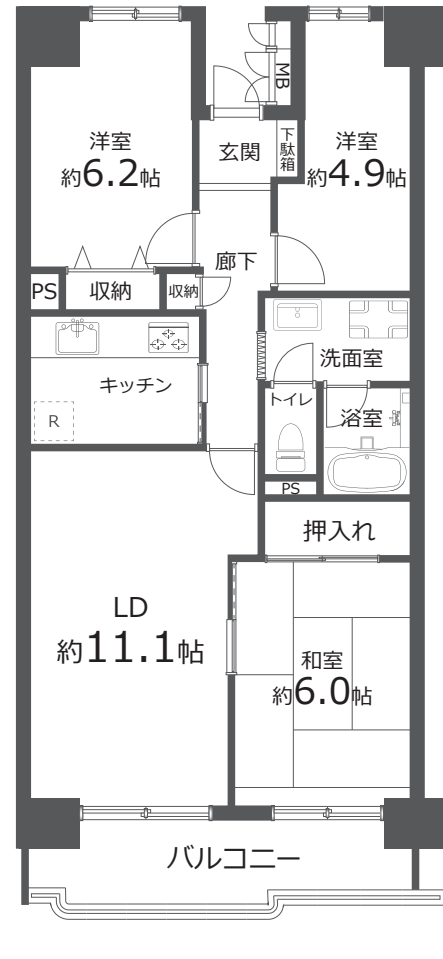 MB
洋室
約6.2帖
玄関
下駄箱
洋室
約4.9帖
廊下
PS
収納
収納
キッチン
R
洗面室
トイレ
浴室
PS
押入れ
LD
約11.1帖
和室
約6.0帖
バルコニー